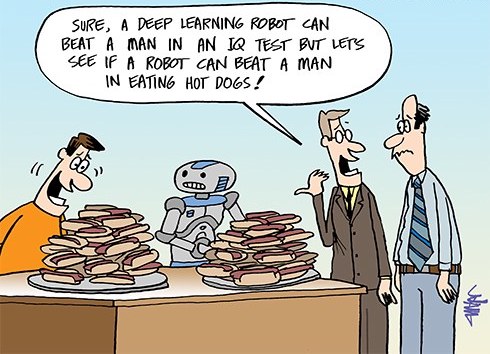 SURE, A DEEP LEARNING ROBOT CAN
BEAT A MAN IN AN IQ TEST BUT LET'S
SEE IF A ROBOT CAN BEAT A MAN
IN EATING HOT DOGS!